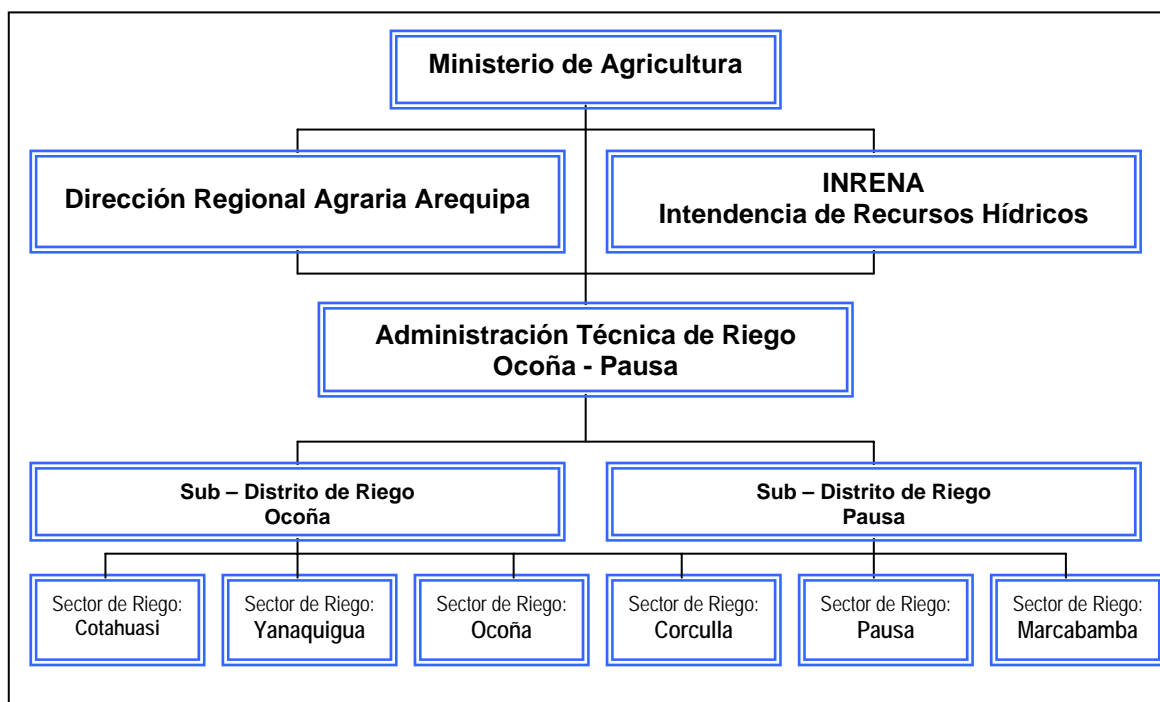 Ministerio de Agricultura
Dirección Regional Agraria Arequipa
INRENA
Intendencia de Recursos Hídricos
Administración Técnica de Riego
Ocoña - Pausa
Sub – Distrito de Riego
Ocoña
Sub – Distrito de Riego
Pausa
Sector de Riego:
Cotahuasi
Sector de Riego:
Yanaquigua
Sector de Riego:
Ocoña
Sector de Riego:
Corculla
Sector de Riego:
Pausa
Sector de Riego:
Marcabamba